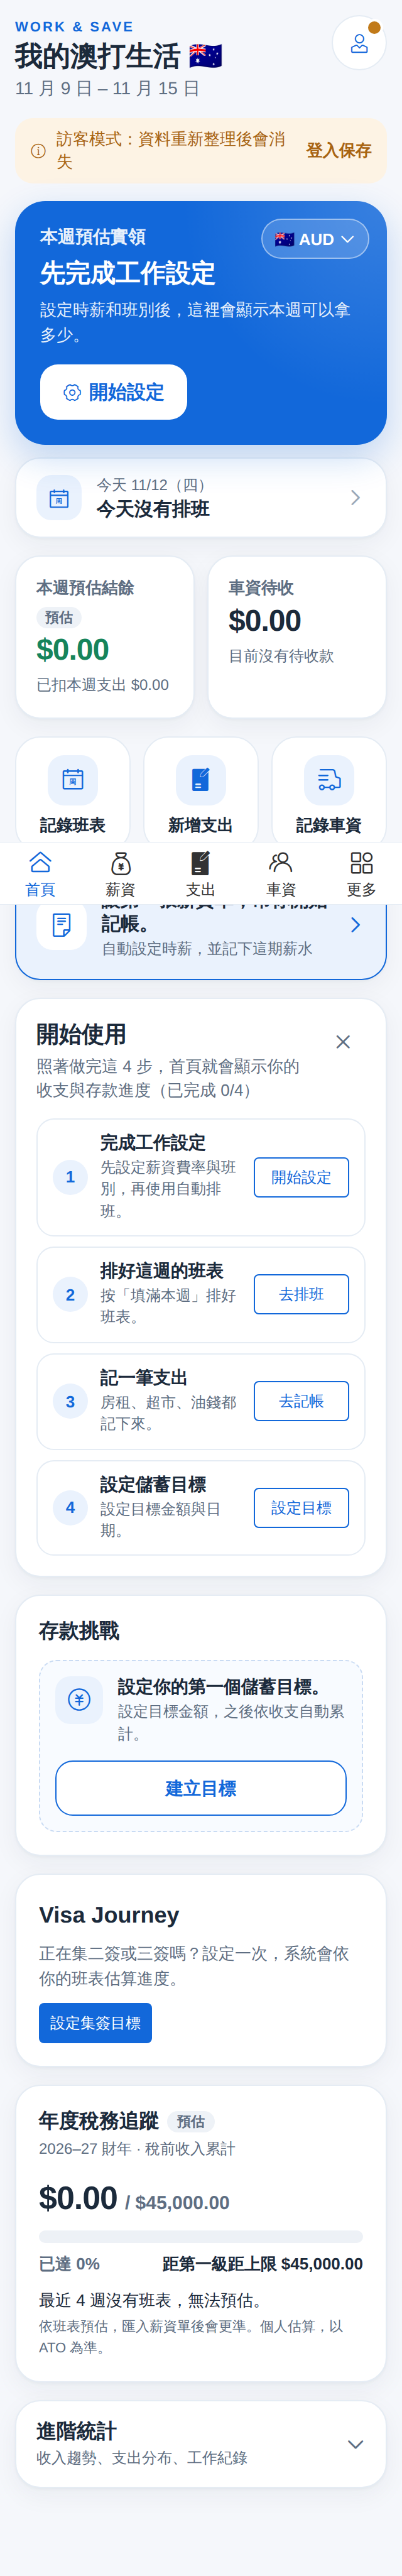 WORK & SAVE
我的澳打生活 🇦🇺
11 月 9 日 – 11 月 15 日
訪客模式：資料重新整理後會消
失
登入保存
本週預估實領
🇦🇺 AUD
先完成工作設定
設定時薪和班別後，這裡會顯示本週可以拿
多少。
開始設定
今天 11/12（四）
今天沒有排班
本週預估結餘
預估
$0.00
已扣本週支出 $0.00
車資待收
$0.00
目前沒有待收款
記錄班表
新增支出
記錄車資
首頁
薪資
支出
車資
更多
記帳。
自動設定時薪，並記下這期薪水
開始使用
照著做完這 4 步，首頁就會顯示你的
收支與存款進度（已完成 0/4）
1
完成工作設定
先設定薪資費率與班
別，再使用自動排
班。
開始設定
2
排好這週的班表
按「填滿本週」排好
班表。
去排班
3
記一筆支出
房租、超市、油錢都
記下來。
去記帳
4
設定儲蓄目標
設定目標金額與日
期。
設定目標
存款挑戰
設定你的第一個儲蓄目標。
設定目標金額，之後依收支自動累
計。
建立目標
Visa Journey
正在集二簽或三簽嗎？設定一次，系統會依
你的班表估算進度。
設定集簽目標
年度稅務追蹤 預估
2026–27 財年 · 稅前收入累計
$0.00 / $45,000.00
已達 0%
距第一級距上限 $45,000.00
最近 4 週沒有班表，無法預估。
依班表預估，匯入薪資單後會更準。個人估算，以
ATO 為準。
進階統計
收入趨勢、支出分布、工作紀錄